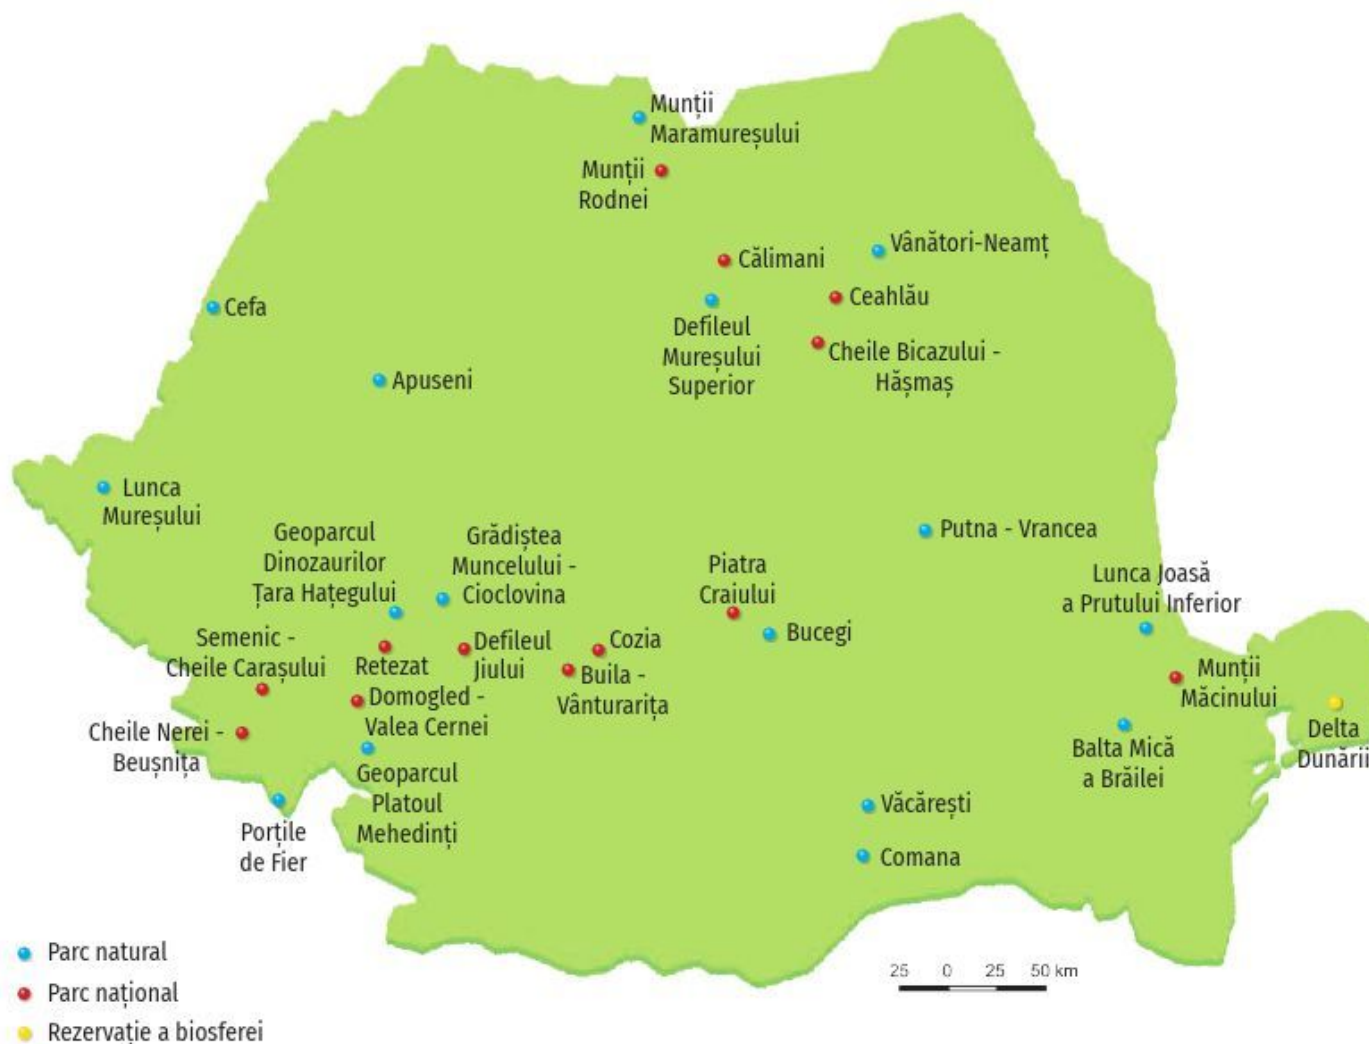 Munții
Maramureșului
Munții
Rodnei
Vânători-Neamț
Călimani
Ceahlău
Cefa
Defileul
Mureșului
Superior
Cheile Bicazului -
Hășmaș
Apuseni
Lunca
Mureșului
Geoparcul
Dinozaurilor
Țara Hațegului
Grădiștea
Muncelului -
Cioclovina
Putna - Vrancea
Piatra
Craiului
Lunca Joasă
a Prutului Inferior
Bucegi
Semenic -
Cheile Carașului
Retezat
Defileul
Jiului
Cozia
Buila -
Vânturarița
Munții
Măcinului
Domogled -
Valea Cernei
Cheile Nerei -
Beușnița
Delta
Dunării
Balta Mică
a Brăilei
Geoparcul
Platoul
Mehedinți
Văcărești
Porțile
de Fier
Comana
Parc natural
Parc național
Rezervație a biosferei
25 0 25 50 km